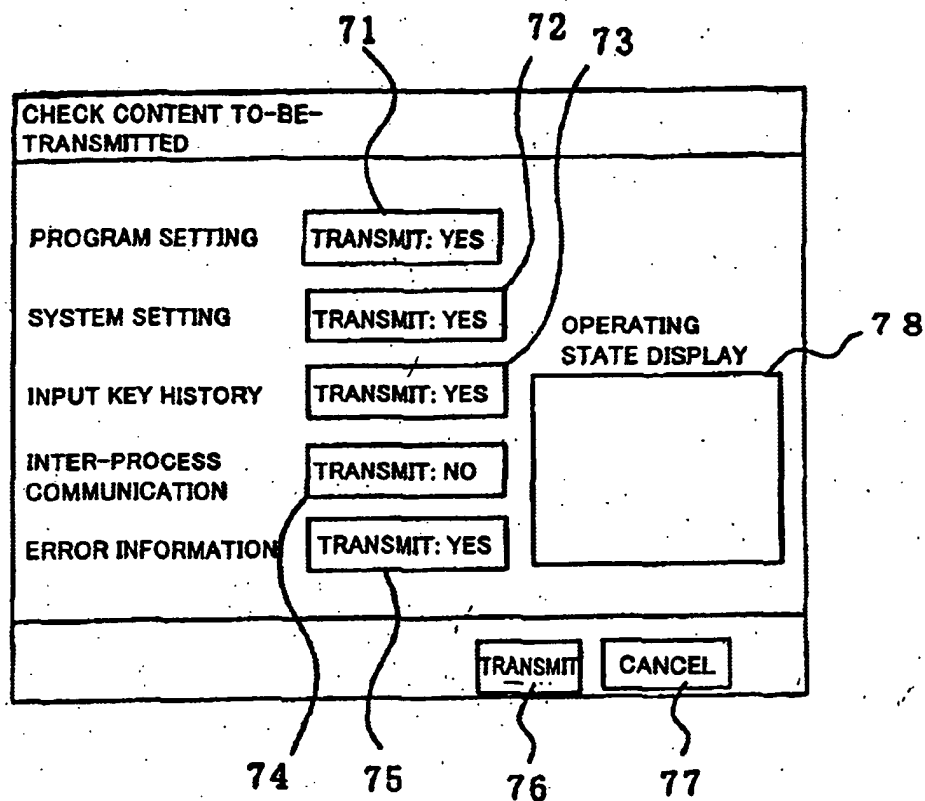 71
72
73
CHECK CONTENT TO-BE-
TRANSMITTED
PROGRAM SETTING
TRANSMIT: YES
SYSTEM SETTING
TRANSMIT: YES
OPERATING
STATE DISPLAY
78
INPUT KEY HISTORY
TRANSMIT: YES
INTER-PROCESS
COMMUNICATION
TRANSMIT: NO
ERROR INFORMATION
TRANSMIT: YES
TRANSMIT
CANCEL
74
75
76
77